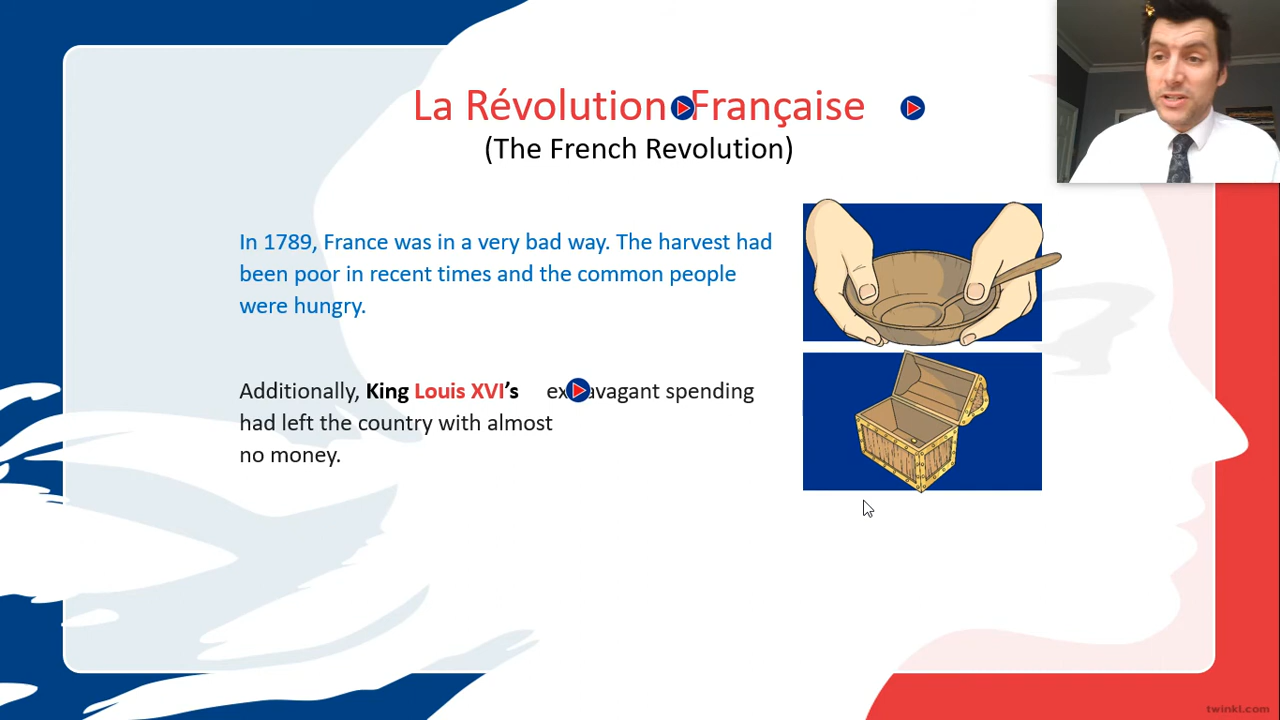 La Révolution Française
(The French Revolution)
In 1789, France was in a very bad way. The harvest had
been poor in recent times and the common people
were hungry.
Additionally, King Louis XVI’s extravagant spending
had left the country with almost
no money.
twinkl.com